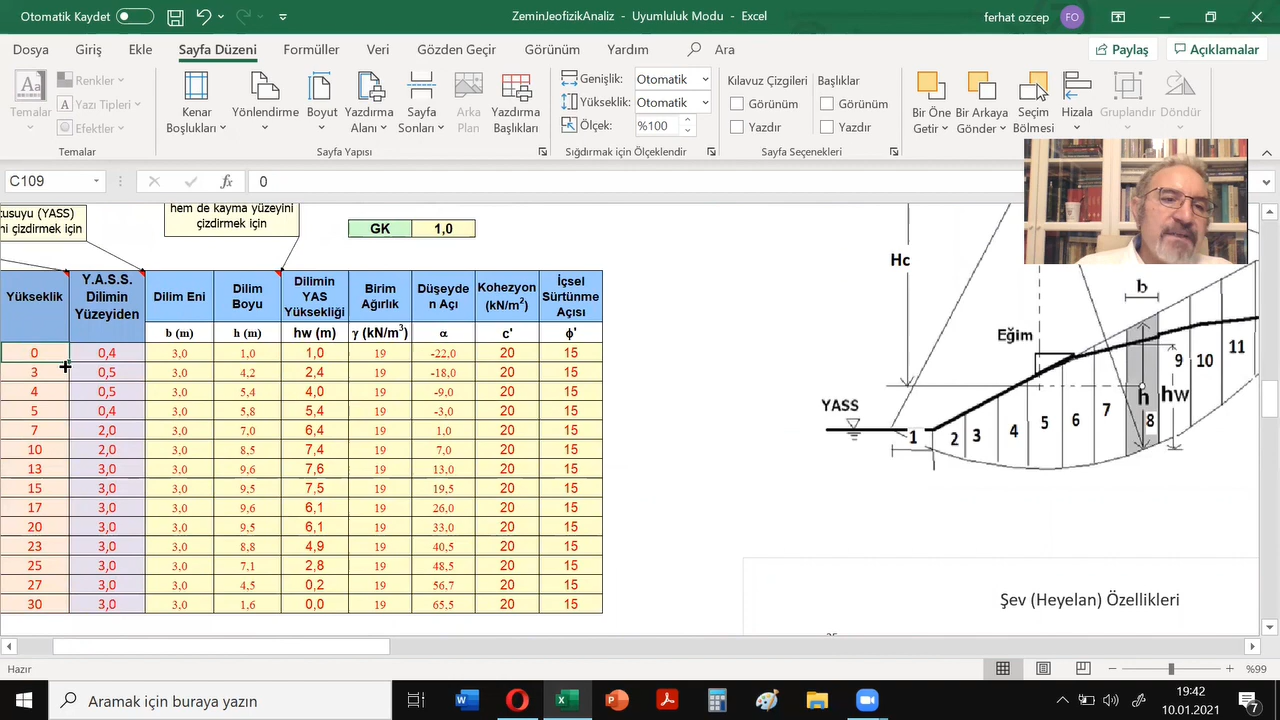 Otomatik Kaydet
ZeminJeofizikAnaliz - Uyumluluk Modu - Excel
ferhat ozcep
FO
Dosya Giriş Ekle Sayfa Düzeni Formüller Veri Gözden Geçir Görünüm Yardım Ara
Paylaş
Açıklamalar
Temalar
Renkler
Yazı Tipleri
Efektler
Temalar
Kenar Boşlukları
Yönlendirme
Boyut
Yazdırma Alanı
Sayfa Sonları
Arka Plan
Yazdırma Başlıkları
Sayfa Yapısı
Genişlik: Otomatik
Yükseklik: Otomatik
Ölçek: %100
Sığdırmak için Ölçeklendir
Kılavuz Çizgileri
Görünüm
Yazdır
Başlıklar
Görünüm
Yazdır
Sayfa Seçenekleri
Bir Öne Getir
Bir Arkaya Gönder
Seçim Bölmesi
Hizala
Gruplandır
Döndür
C109
fx
0
cusuyu (YASS)
ni çizdirmek için
hem de kayma yüzeyini
çizdirmek için
GK 1,0
Yükseklik
Y.A.S.S. Dilimin Yüzeyiden
Dilim Eni
Dilim Boyu
Dilimin YAS Yüksekliği
Birim Ağırlık
Düşeyde n Açı
Kohezyon (kN/m²)
İçsel Sürtünme Açısı
b (m) h (m) hw (m) γ (kN/m³) α c' ϕ'
0 0,4 3,0 1,0 1,0 19 -22,0 20 15
3 0,5 3,0 4,2 2,4 19 -18,0 20 15
4 0,5 3,0 5,4 4,0 19 -9,0 20 15
5 0,4 3,0 5,8 5,4 19 -3,0 20 15
7 2,0 3,0 7,0 6,4 19 1,0 20 15
10 2,0 3,0 8,5 7,4 19 7,0 20 15
13 3,0 3,0 9,6 7,6 19 13,0 20 15
15 3,0 3,0 9,5 7,5 19 19,5 20 15
17 3,0 3,0 9,6 6,1 19 26,0 20 15
20 3,0 3,0 9,5 6,1 19 33,0 20 15
23 3,0 3,0 8,8 4,9 19 40,5 20 15
25 3,0 3,0 7,1 2,8 19 48,5 20 15
27 3,0 3,0 4,5 0,2 19 56,7 20 15
30 3,0 3,0 1,6 0,0 19 65,5 20 15
Hc
b
Eğim
YASS
h
hw
1 2 3 4 5 6 7 8 9 10 11
Şev (Heyelan) Özellikleri
Hazır
%99
Aramak için buraya yazın
19:42
10.01.2021
7